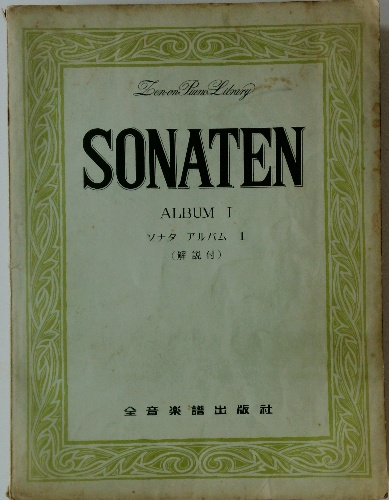 Zen-on Piano Library
SONATEN
ALBUM I
ソナタ アルバム I
(解説付)
全音楽譜出版社